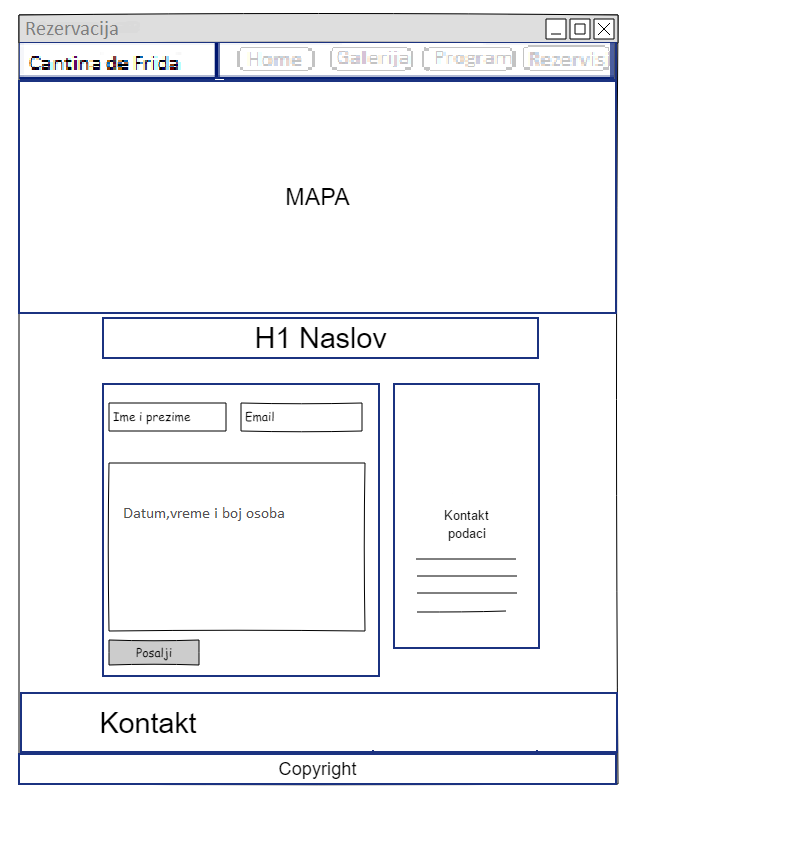 Rezervacija
Cantina de Frida
Home Galerija Program Rezervis
MAPA
H1 Naslov
Ime i prezime Email
Datum,vreme i boj osoba
Kontakt
podaci
Posalji
Kontakt
Copyright